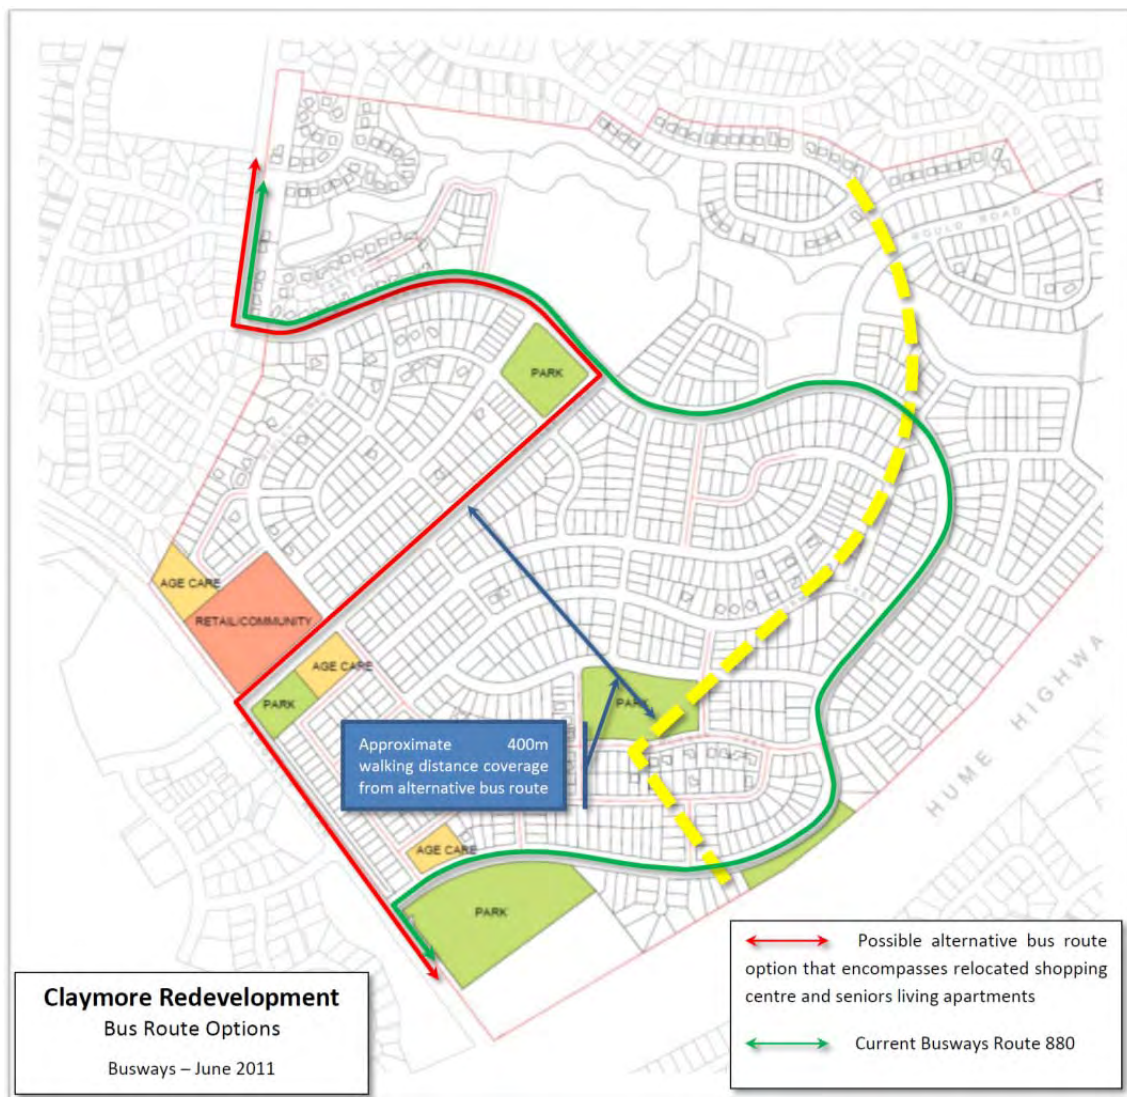 GOULD ROAD
PARK
AGE CARE
RETAIL/COMMUNITY
AGE CARE
PARK
PARK
HUME HIGHWA
Approximate 400m
walking distance coverage
from alternative bus route
AGE CARE
PARK
Possible alternative bus route
option that encompasses relocated shopping
centre and seniors living apartments
Current Busways Route 880
Claymore Redevelopment
Bus Route Options
Busways – June 2011